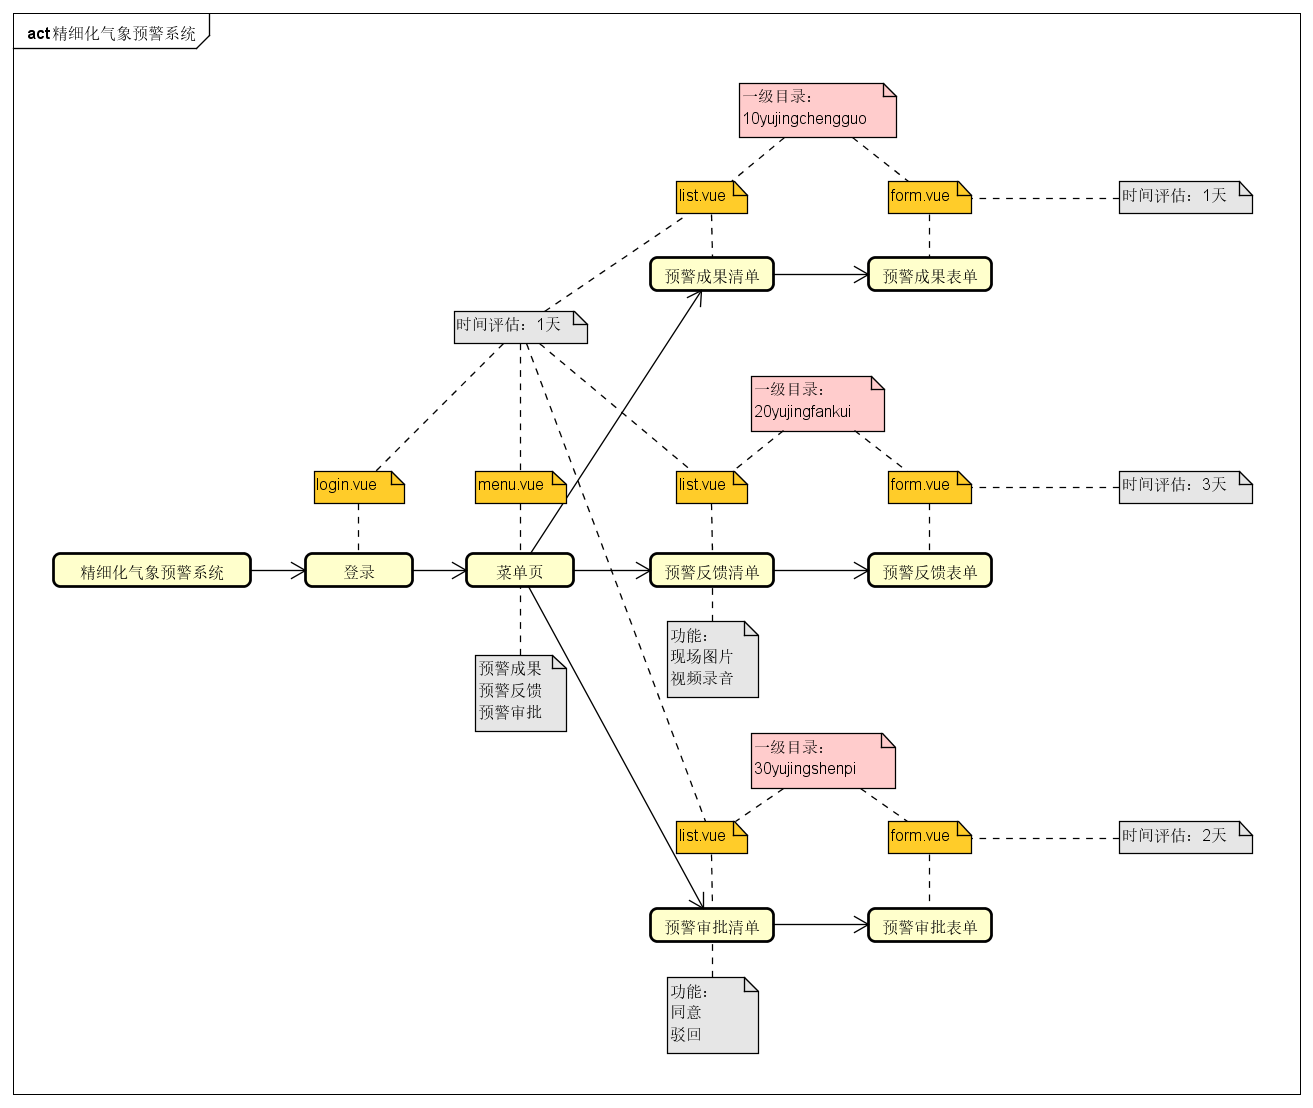 act 精细化气象预警系统
一级目录：
10yujingchengguo
list.vue
form.vue
时间评估：1天
预警成果清单
预警成果表单
时间评估：1天
一级目录：
20yujingfankui
login.vue
menu.vue
list.vue
form.vue
时间评估：3天
精细化气象预警系统
登录
菜单页
预警反馈清单
预警反馈表单
预警成果
预警反馈
预警审批
功能：
现场图片
视频录音
一级目录：
30yujingshenpi
list.vue
form.vue
时间评估：2天
预警审批清单
预警审批表单
功能：
同意
驳回